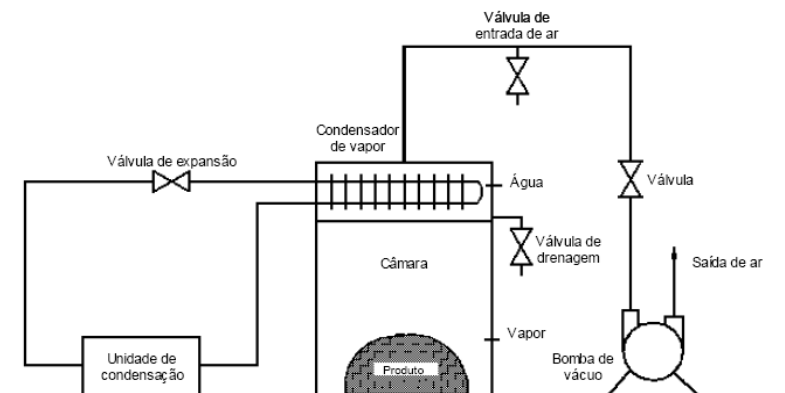 Válvula de
entrada de ar
Condensador
de vapor
Válvula de expansão
Água
Válvula
Válvula de
drenagem
Câmara
Saída de ar
Vapor
Unidade de
condensação
Produto
Bomba de
vácuo